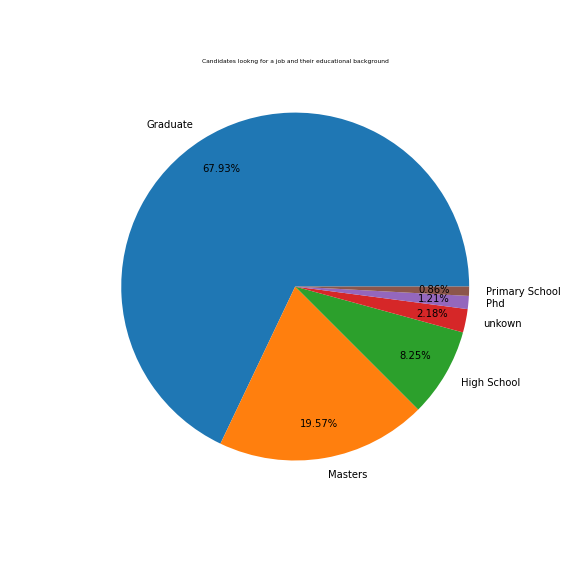 Candidates lookng for a job and their educational background
Graduate
67.93%
0.86%
Primary School
1.21%
Phd
2.18%
unkown
8.25%
High School
19.57%
Masters